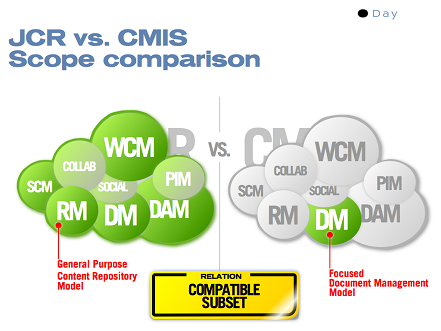 Day
JCR vs. CMIS
Scope comparison
R VS. CM
WCM
COLLAB
PIM
SCM
SOCIAL
RM
DM
DAM
WCM
COLLAB
PIM
SCM
SOCIAL
RM
DM
DAM
General Purpose
Content Repository
Model
Focused
Document Management
Model
RELATION
COMPATIBLE
SUBSET